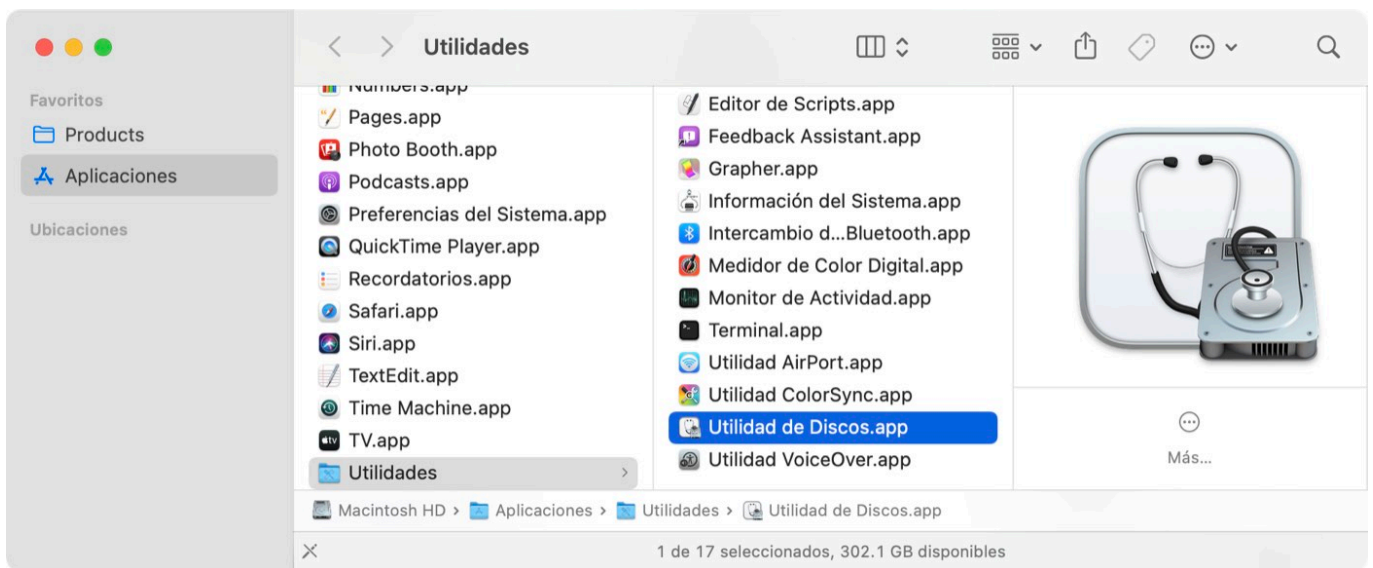 Utilidades
Favoritos
Products
Aplicaciones
Ubicaciones
Numbers.app
Pages.app
Photo Booth.app
Podcasts.app
Preferencias del Sistema.app
QuickTime Player.app
Recordatorios.app
Safari.app
Siri.app
TextEdit.app
Time Machine.app
TV.app
Utilidades
Editor de Scripts.app
Feedback Assistant.app
Grapher.app
Información del Sistema.app
Intercambio d...Bluetooth.app
Medidor de Color Digital.app
Monitor de Actividad.app
Terminal.app
Utilidad AirPort.app
Utilidad ColorSync.app
Utilidad de Discos.app
Utilidad VoiceOver.app
Más...
Macintosh HD › Aplicaciones › Utilidades › Utilidad de Discos.app
1 de 17 seleccionados, 302.1 GB disponibles